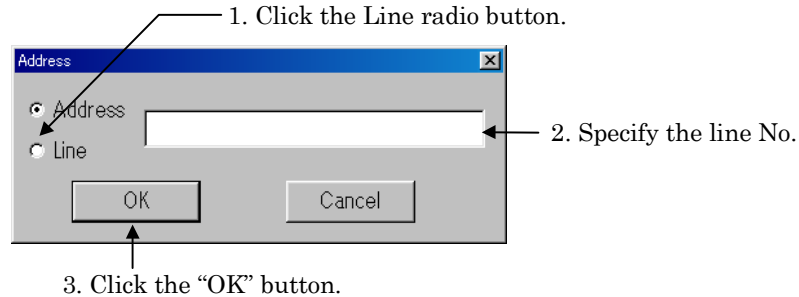 1. Click the Line radio button.
Address
Address
2. Specify the line No.
Line
OK
Cancel
3. Click the “OK” button.